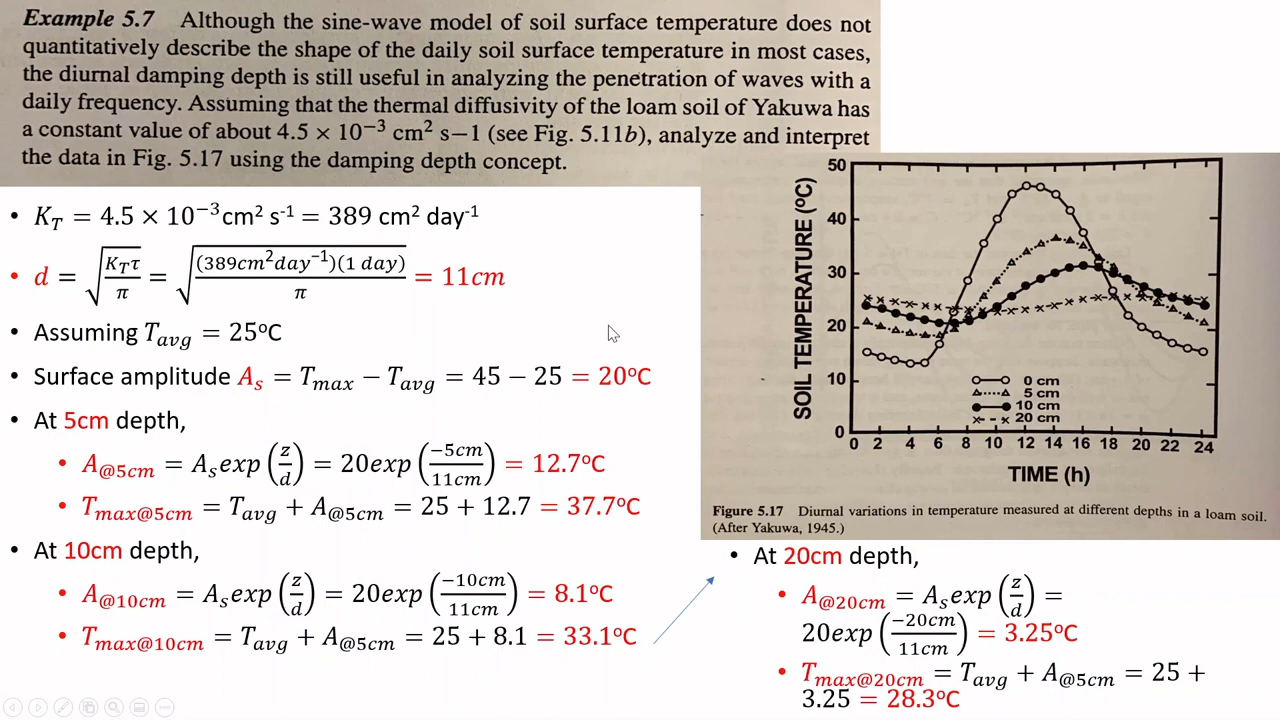 Example 5.7 Although the sine-wave model of soil surface temperature does not
quantitatively describe the shape of the daily soil surface temperature in most cases,
the diurnal damping depth is still useful in analyzing the penetration of waves with a
daily frequency. Assuming that the thermal diffusivity of the loam soil of Yakuwa has
a constant value of about 4.5 × 10⁻³ cm² s−1 (see Fig. 5.11b), analyze and interpret
the data in Fig. 5.17 using the damping depth concept.
• K_T = 4.5 × 10⁻³cm² s⁻¹ = 389 cm² day⁻¹
• d = √(K_Tτ/π) = √((389cm²day⁻¹)(1 day)/π) = 11cm
• Assuming T_avg = 25ºC
• Surface amplitude A_s = T_max − T_avg = 45 − 25 = 20ºC
• At 5cm depth,
• A_@5cm = A_s exp(z/d) = 20exp(−5cm/11cm) = 12.7ºC
• T_max@5cm = T_avg + A_@5cm = 25 + 12.7 = 37.7ºC
• At 10cm depth,
• A_@10cm = A_s exp(z/d) = 20exp(−10cm/11cm) = 8.1ºC
• T_max@10cm = T_avg + A_@5cm = 25 + 8.1 = 33.1ºC
SOIL TEMPERATURE (ºC)
50
40
30
20
10
0
0 cm
5 cm
10 cm
20 cm
0 2 4 6 8 10 12 14 16 18 20 22 24
TIME (h)
Figure 5.17 Diurnal variations in temperature measured at different depths in a loam soil.
(After Yakuwa, 1945.)
• At 20cm depth,
• A_@20cm = A_s exp(z/d) =
20exp(−20cm/11cm) = 3.25ºC
• T_max@20cm = T_avg + A_@5cm = 25 +
3.25 = 28.3ºC